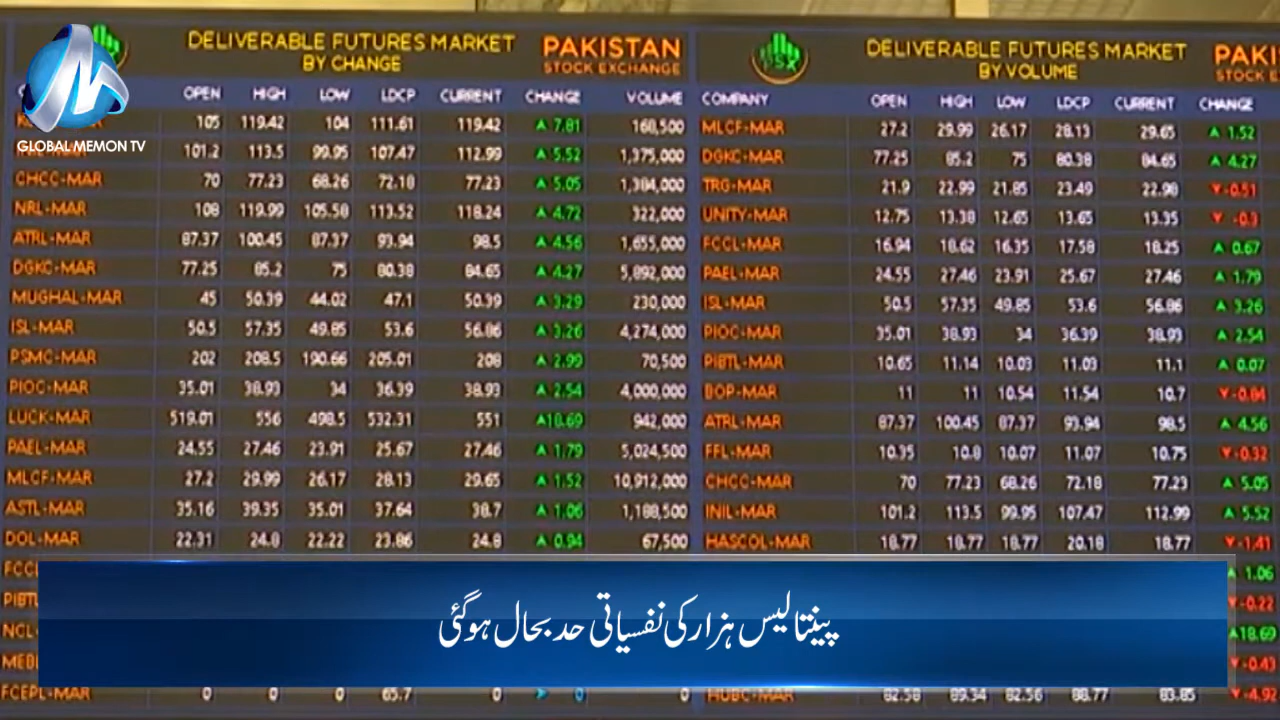 GLOBAL MEMON TV
DELIVERABLE FUTURES MARKET
BY CHANGE
PAKISTAN
STOCK EXCHANGE
OPEN HIGH LOW LDCP CURRENT CHANGE VOLUME
105 119.42 104 111.61 119.42 7.81 160,500
101.2 113.5 99.95 107.47 112.99 5.52 1,375,000
CHCC-MAR 70 77.23 68.26 72.18 77.23 5.05 1,384,000
NRL-MAR 108 119.99 105.58 113.52 118.24 4.72 322,000
ATRL-MAR 87.37 100.45 87.37 93.94 98.5 4.56 1,655,000
DGKC-MAR 77.25 85.2 75 80.38 84.65 4.27 5,892,000
MUGHAL-MAR 45 50.39 44.02 47.1 50.39 3.29 230,000
ISL-MAR 50.5 57.35 49.85 53.6 56.86 3.26 4,274,000
PSMC-MAR 202 208.5 190.66 205.01 208 2.99 70,500
PIOC-MAR 35.01 38.93 34 36.39 38.93 2.54 4,000,000
LUCK-MAR 519.01 556 498.5 532.31 551 18.69 942,000
PAEL-MAR 24.55 27.46 23.91 25.67 27.46 1.79 5,024,500
MLCF-MAR 27.2 29.99 26.17 28.13 29.65 1.52 10,912,000
ASTL-MAR 35.16 39.35 35.01 37.64 38.7 1.06 1,188,500
DOL-MAR 22.31 24.8 22.22 23.86 24.8 0.94 67,500
FCCL
PIBTL
NCL-
MEBL
FCEPL-MAR 0 0 0 65.7 0 0 0
PSX
DELIVERABLE FUTURES MARKET
BY VOLUME
PAKIS
STOCK E
COMPANY OPEN HIGH LOW LDCP CURRENT CHANGE
MLCF-MAR 27.2 29.99 26.17 28.13 29.65 1.52
DGKC-MAR 77.25 85.2 75 80.38 84.65 4.27
TRG-MAR 21.9 22.99 21.85 23.49 22.98 -0.51
UNITY-MAR 12.75 13.38 12.65 13.65 13.35 -0.3
FCCL-MAR 16.94 18.62 16.35 17.58 18.25 0.67
PAEL-MAR 24.55 27.46 23.91 25.67 27.46 1.79
ISL-MAR 50.5 57.35 49.85 53.6 56.86 3.26
PIOC-MAR 35.01 38.93 34 36.39 38.93 2.54
PIBTL-MAR 10.65 11.14 10.03 11.03 11.1 0.07
BOP-MAR 11 11 10.54 11.54 10.7 -0.84
ATRL-MAR 87.37 100.45 87.37 93.94 98.5 4.56
FFL-MAR 10.35 10.8 10.07 11.07 10.75 -0.32
CHCC-MAR 70 77.23 68.26 72.18 77.23 5.05
INIL-MAR 101.2 113.5 99.95 107.47 112.99 5.52
HASCOL-MAR 18.77 18.77 18.77 20.18 18.77 -1.41
1.06
-0.22
18.69
-0.43
HUBC-MAR 82.58 89.34 82.56 88.77 83.85 -4.92
پینتالیس ہزار کی نفسیاتی حد بحال ہوگئی